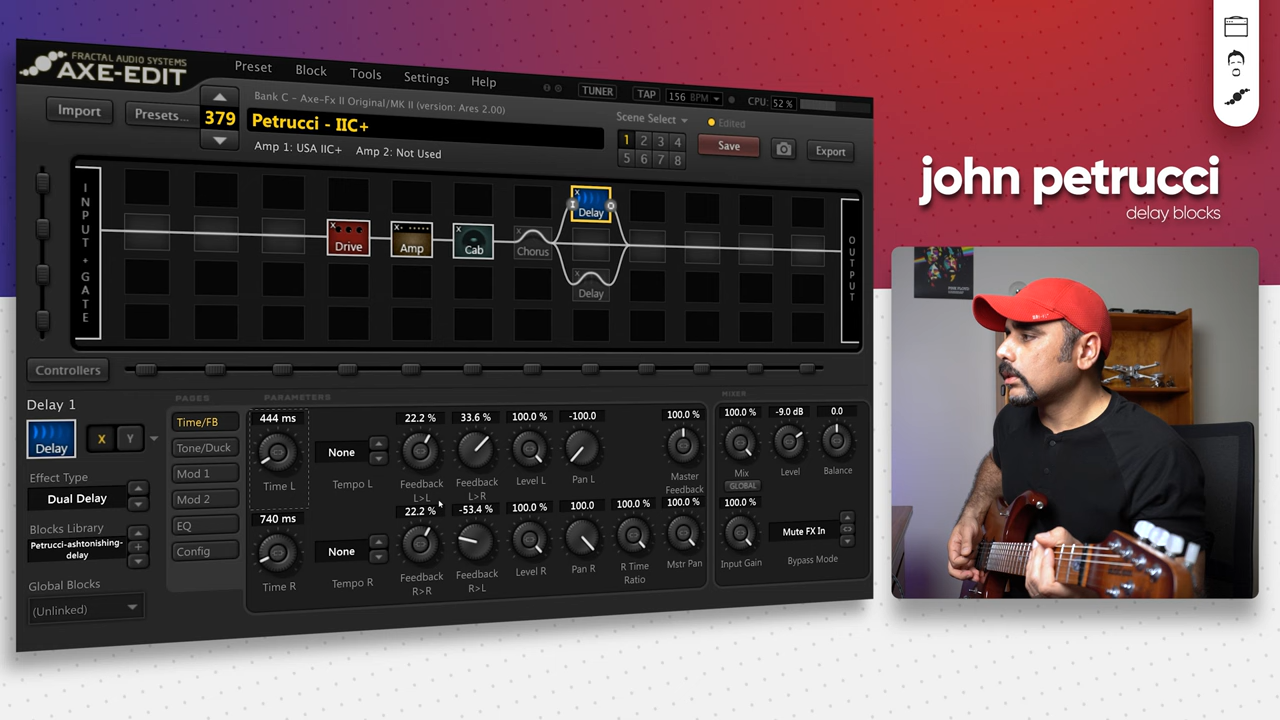 FRACTAL AUDIO SYSTEMS
AXE-EDIT
Preset Block Tools Settings Help
TUNER TAP 156 BPM CPU: 52 %
Import Presets... 379
Bank C - Axe-Fx II Original/MK II (version: Ares 2.00)
Petrucci - IIC+
Amp 1: USA IIC+ Amp 2: Not Used
Scene Select Edited
1 2 3 4
5 6 7 8
Save Export
INPUT + GATE
X Drive
X Amp
X Cab
X Chorus
X Delay
X Delay
OUTPUT
Controllers
Delay 1
Delay X Y
Effect Type
Dual Delay
Blocks Library
Petrucci-ashtonishing-
delay
Global Blocks
(Unlinked)
PAGES
Time/FB
Tone/Duck
Mod 1
Mod 2
EQ
Config
PARAMETERS
444 ms 22.2 % 33.6 % 100.0 % -100.0 100.0 %
None
Time L Tempo L Feedback L>L Feedback L>R Level L Pan L Master Feedback
740 ms 22.2 % -53.4 % 100.0 % 100.0 100.0 % 100.0 %
None
Time R Tempo R Feedback R>R Feedback R>L Level R Pan R R Time Ratio Mstr Pan
MIXER
100.0 % -9.0 dB 0.0
Mix Level Balance
GLOBAL
100.0 %
Mute FX In
Input Gain Bypass Mode
john petrucci
delay blocks